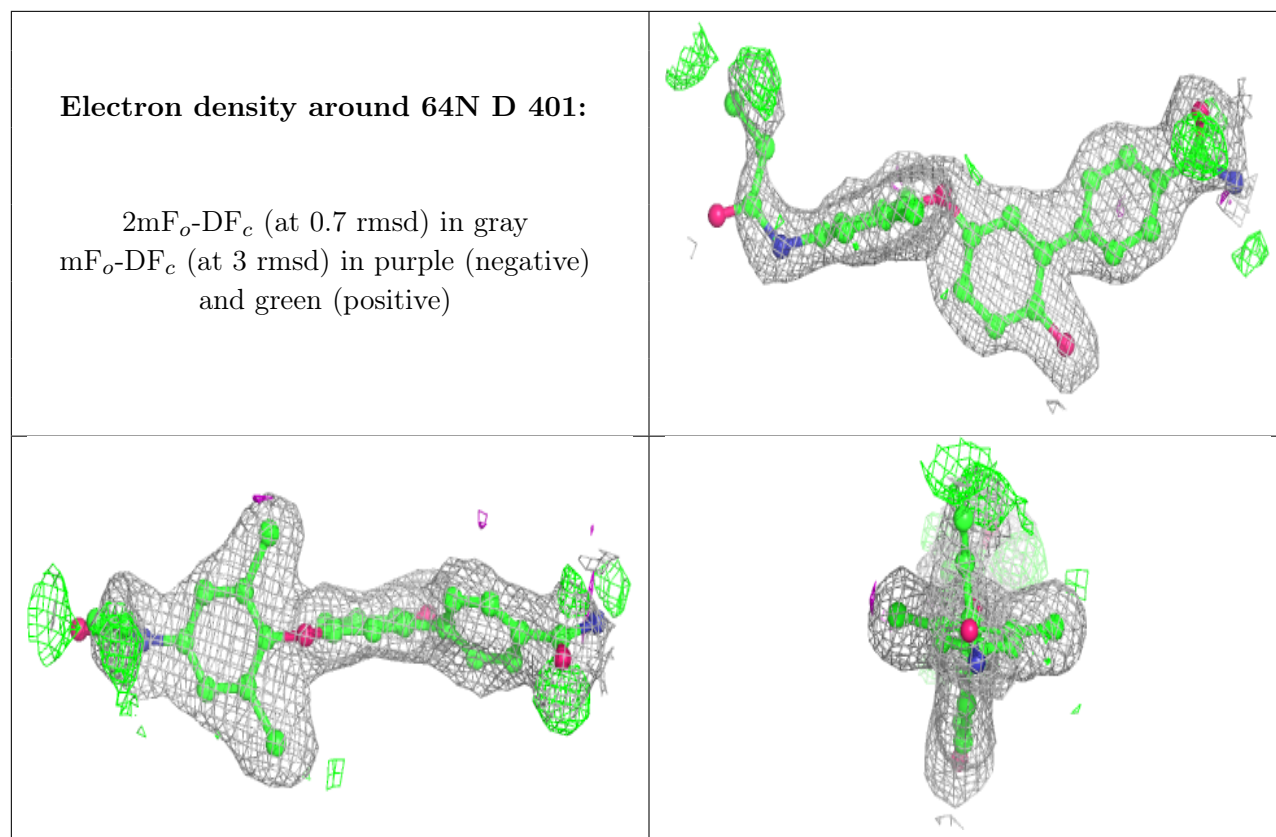 Electron density around 64N D 401:
2mFₒ-DF𝒸 (at 0.7 rmsd) in gray
mFₒ-DF𝒸 (at 3 rmsd) in purple (negative)
and green (positive)